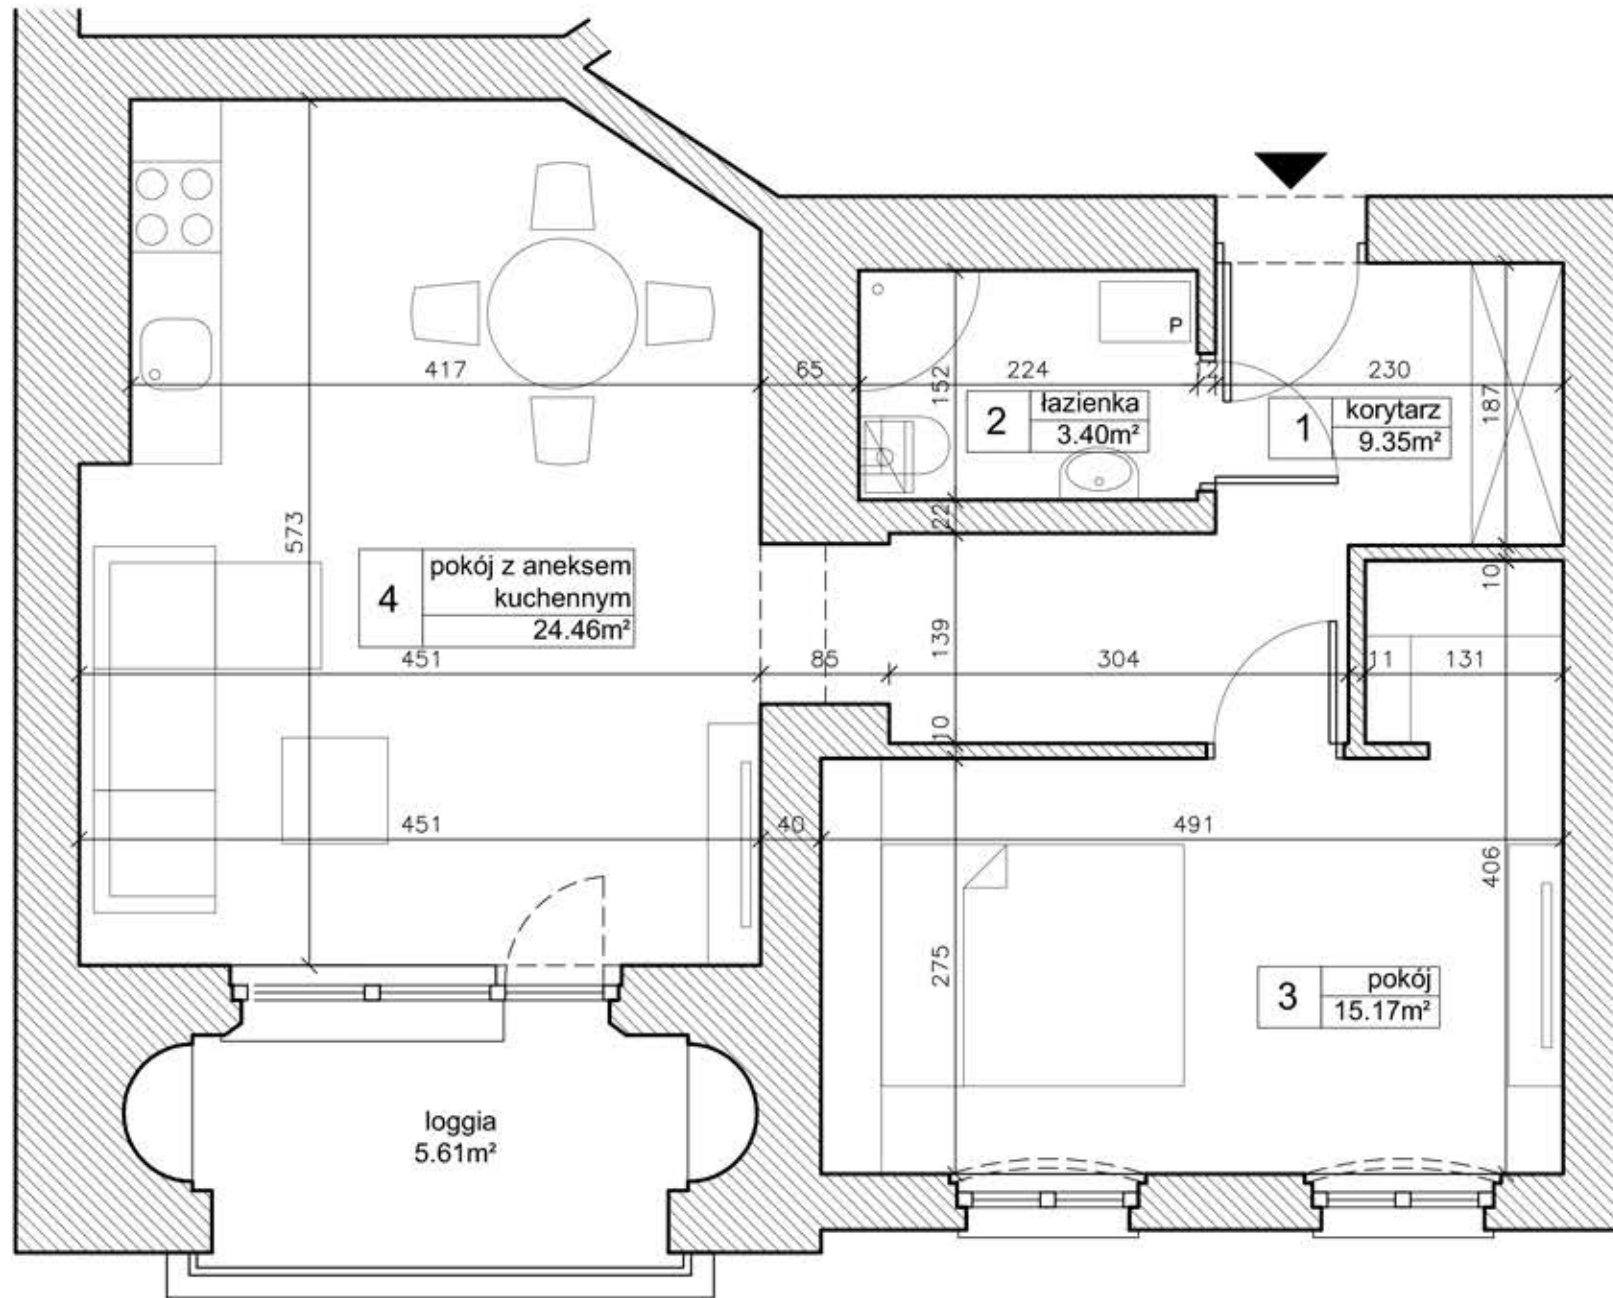 417
65
224
12
230
152
187
2
łazienka
3.40m²
1
korytarz
9.35m²
P
573
22
10
4
pokój z aneksem
kuchennym
24.46m²
139
451
85
304
11
131
10
451
40
491
406
275
3
pokój
15.17m²
loggia
5.61m²